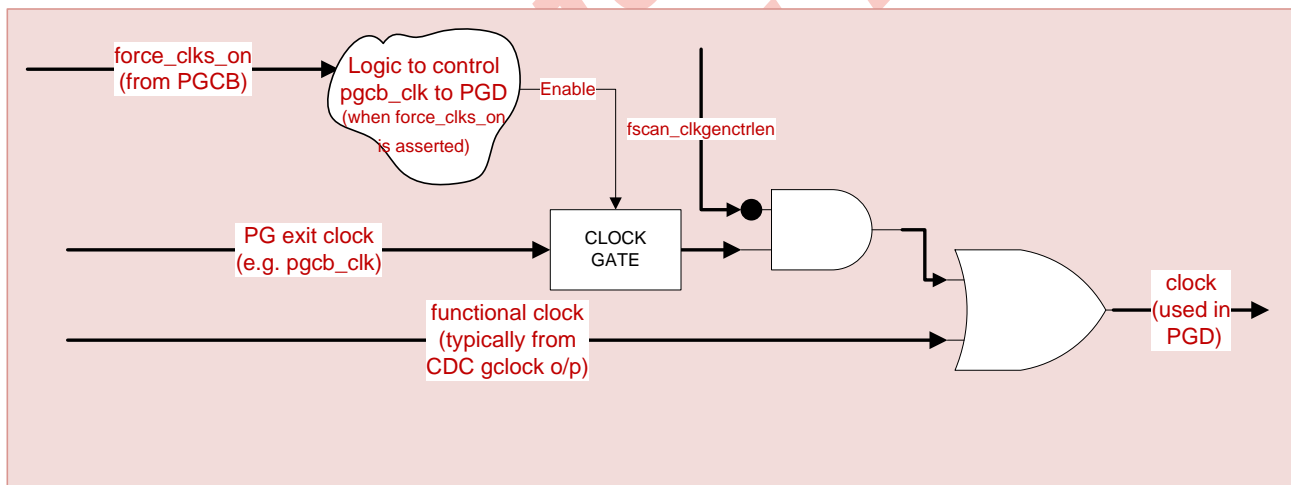 force_clks_on
(from PGCB)
Logic to control
pgcb_clk to PGD
(when force_clks_on
is asserted)
Enable
fscan_clkgenctrlen
PG exit clock
(e.g. pgcb_clk)
CLOCK
GATE
functional clock
(typically from
CDC gclock o/p)
clock
(used in
PGD)